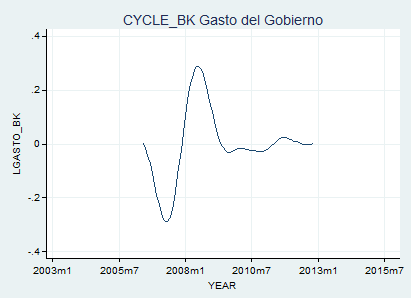 CYCLE_BK Gasto del Gobierno
LGASTO_BK
.4
.2
0
-.2
-.4
2003m1
2005m7
2008m1
2010m7
2013m1
2015m7
YEAR